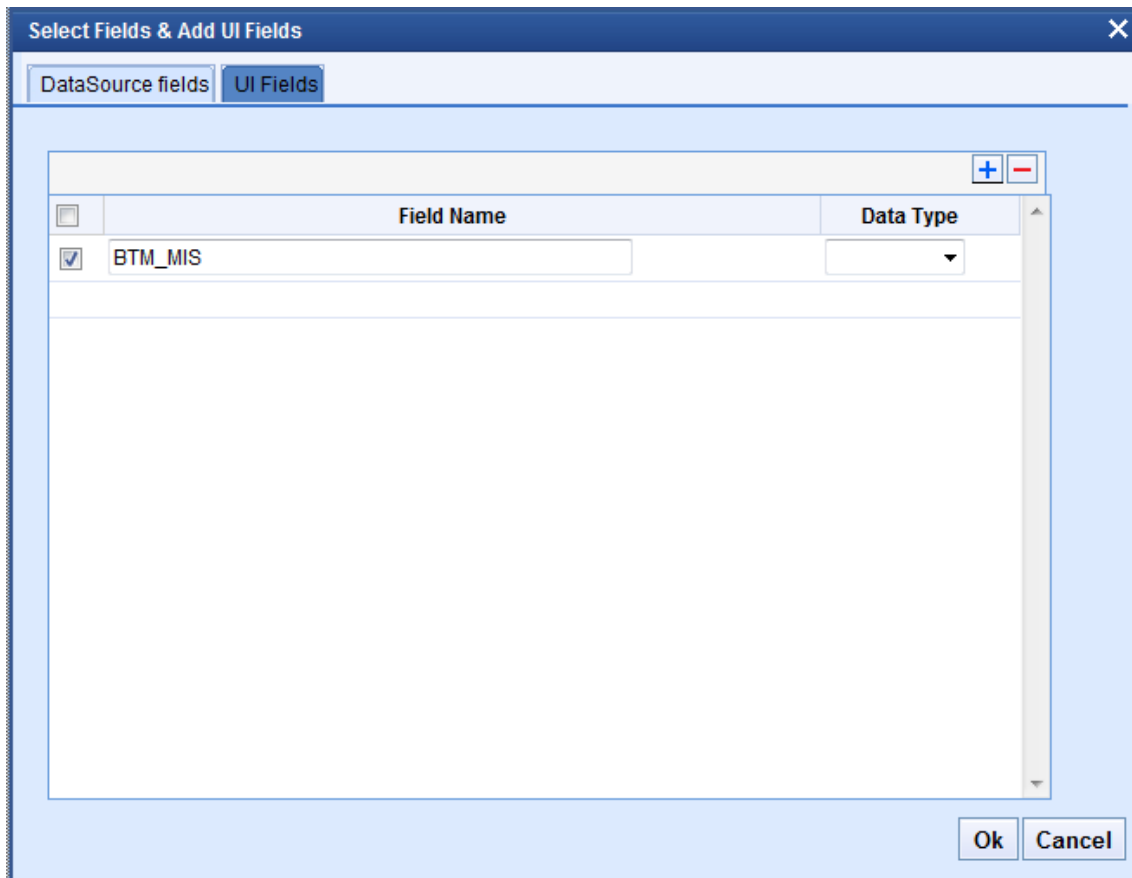 Select Fields & Add UI Fields
DataSource fields UI Fields
Field Name Data Type
BTM_MIS
Ok Cancel